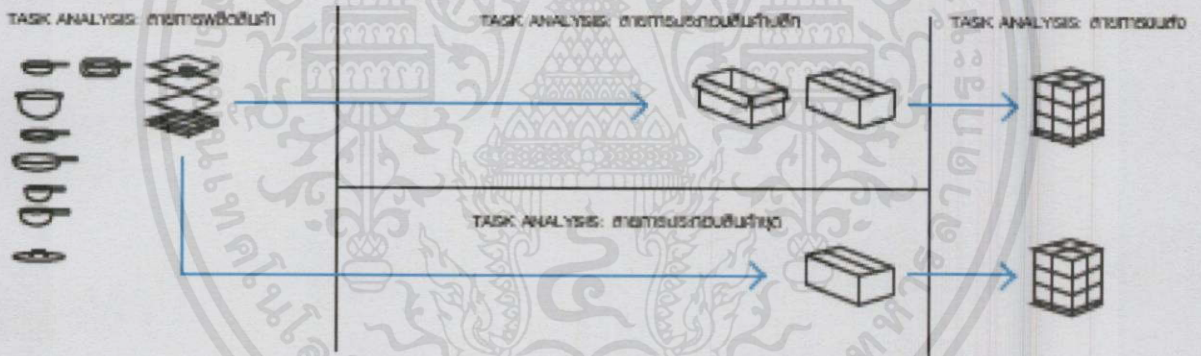 TASK ANALYSIS: สายการผลิตสินค้า
TASK ANALYSIS: สายการประกอบสินค้าปลีก
TASK ANALYSIS: สายการขนส่ง
TASK ANALYSIS: สายการประกอบสินค้าชุด